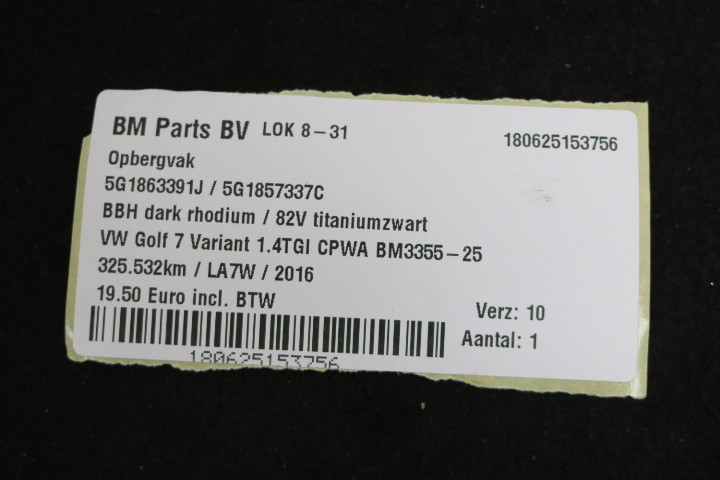 BM Parts BV LOK 8-31
180625153756
Opbergvak
5G1863391J / 5G1857337C
BBH dark rhodium / 82V titaniumzwart
VW Golf 7 Variant 1.4TGI CPWA BM3355-25
325.532km / LA7W / 2016
19.50 Euro incl. BTW
Verz: 10
Aantal: 1
180625153756